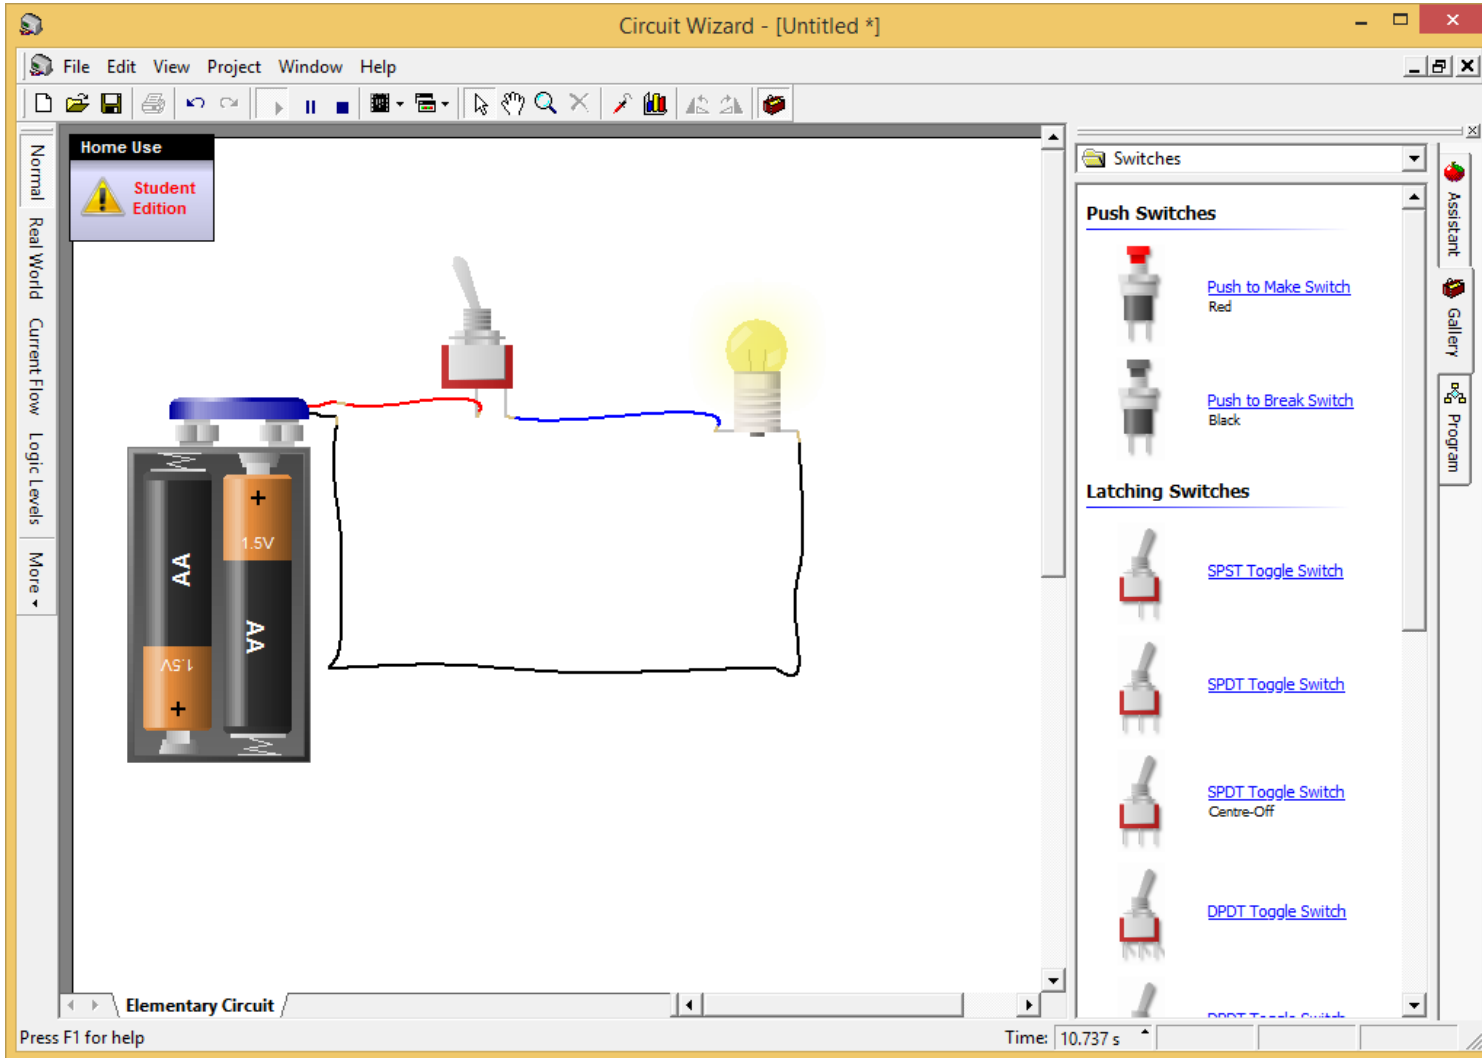 Circuit Wizard - [Untitled *]
File Edit View Project Window Help
Home Use
Student
Edition
Normal
Real World
Current Flow
Logic Levels
More
AA
1.5V
+
+
1.5V
AA
Elementary Circuit
Switches
Push Switches
Push to Make Switch
Red
Push to Break Switch
Black
Latching Switches
SPST Toggle Switch
SPDT Toggle Switch
SPDT Toggle Switch
Centre-Off
DPDT Toggle Switch
DPDT Toggle Switch
Assistant
Gallery
Program
Press F1 for help
Time: 10.737 s